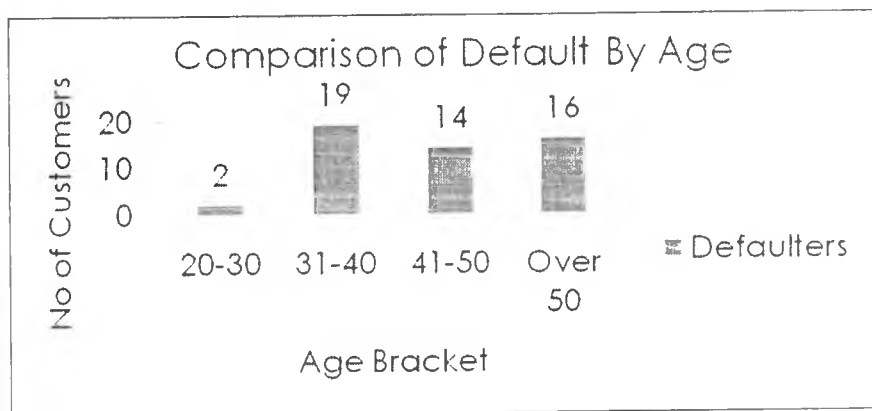 Comparison of Default By Age
No of Customers
20
10
0
2
19
14
16
20-30
31-40
41-50
Over
50
Defaulters
Age Bracket